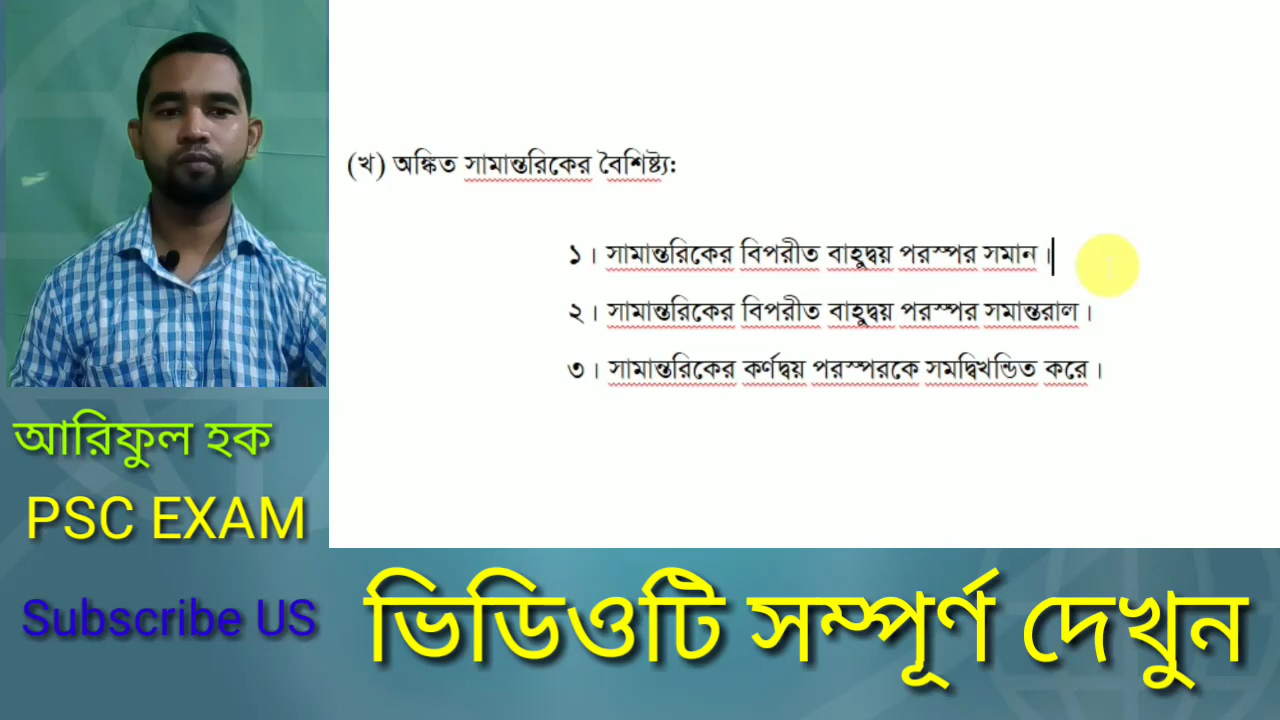 (খ) অঙ্কিত সামান্তরিকের বৈশিষ্ট্য:
১। সামান্তরিকের বিপরীত বাহুদ্বয় পরস্পর সমান।
২। সামান্তরিকের বিপরীত বাহুদ্বয় পরস্পর সমান্তরাল।
৩। সামান্তরিকের কর্ণদ্বয় পরস্পরকে সমদ্বিখন্ডিত করে।
আরিফুল হক
PSC EXAM
Subscribe US
ভিডিওটি সম্পূর্ণ দেখুন